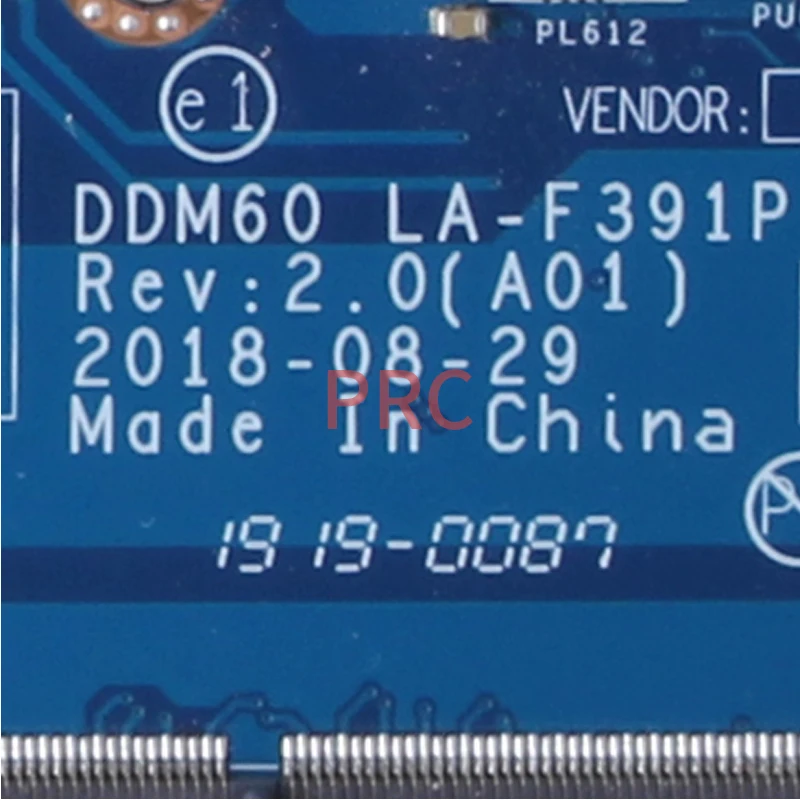 PL612
PU
e1
VENDOR:
DDM60 LA-F391P
Rev:2.0(A01)
2018-08-29
PRC
Made In China
P
1919-0087